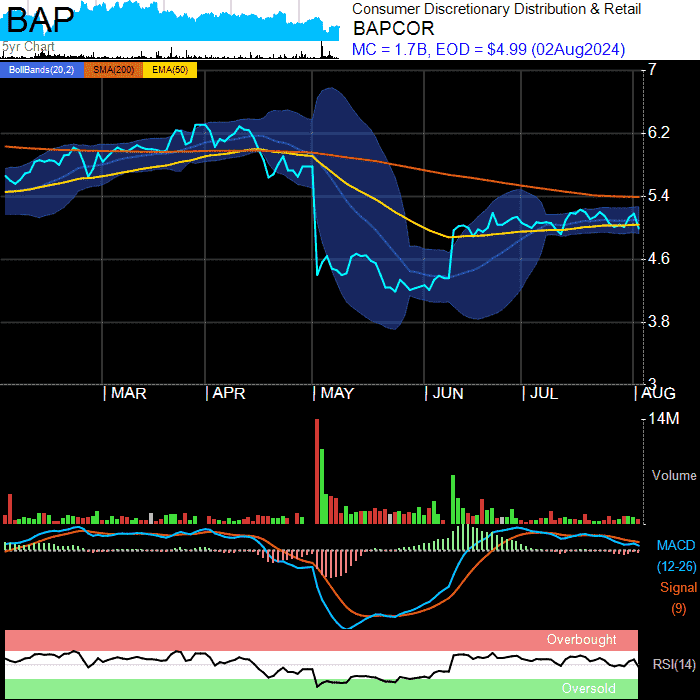 BAP
5yr Chart
Consumer Discretionary Distribution & Retail
BAPCOR
MC = 1.7B, EOD = $4.99 (02Aug2024)
BollBands(20,2) SMA(200) EMA(50)
7
6.2
5.4
4.6
3.8
3
MAR APR MAY JUN JUL AUG
14M
Volume
MACD
(12-26)
Signal
(9)
Overbought
RSI(14)
Oversold